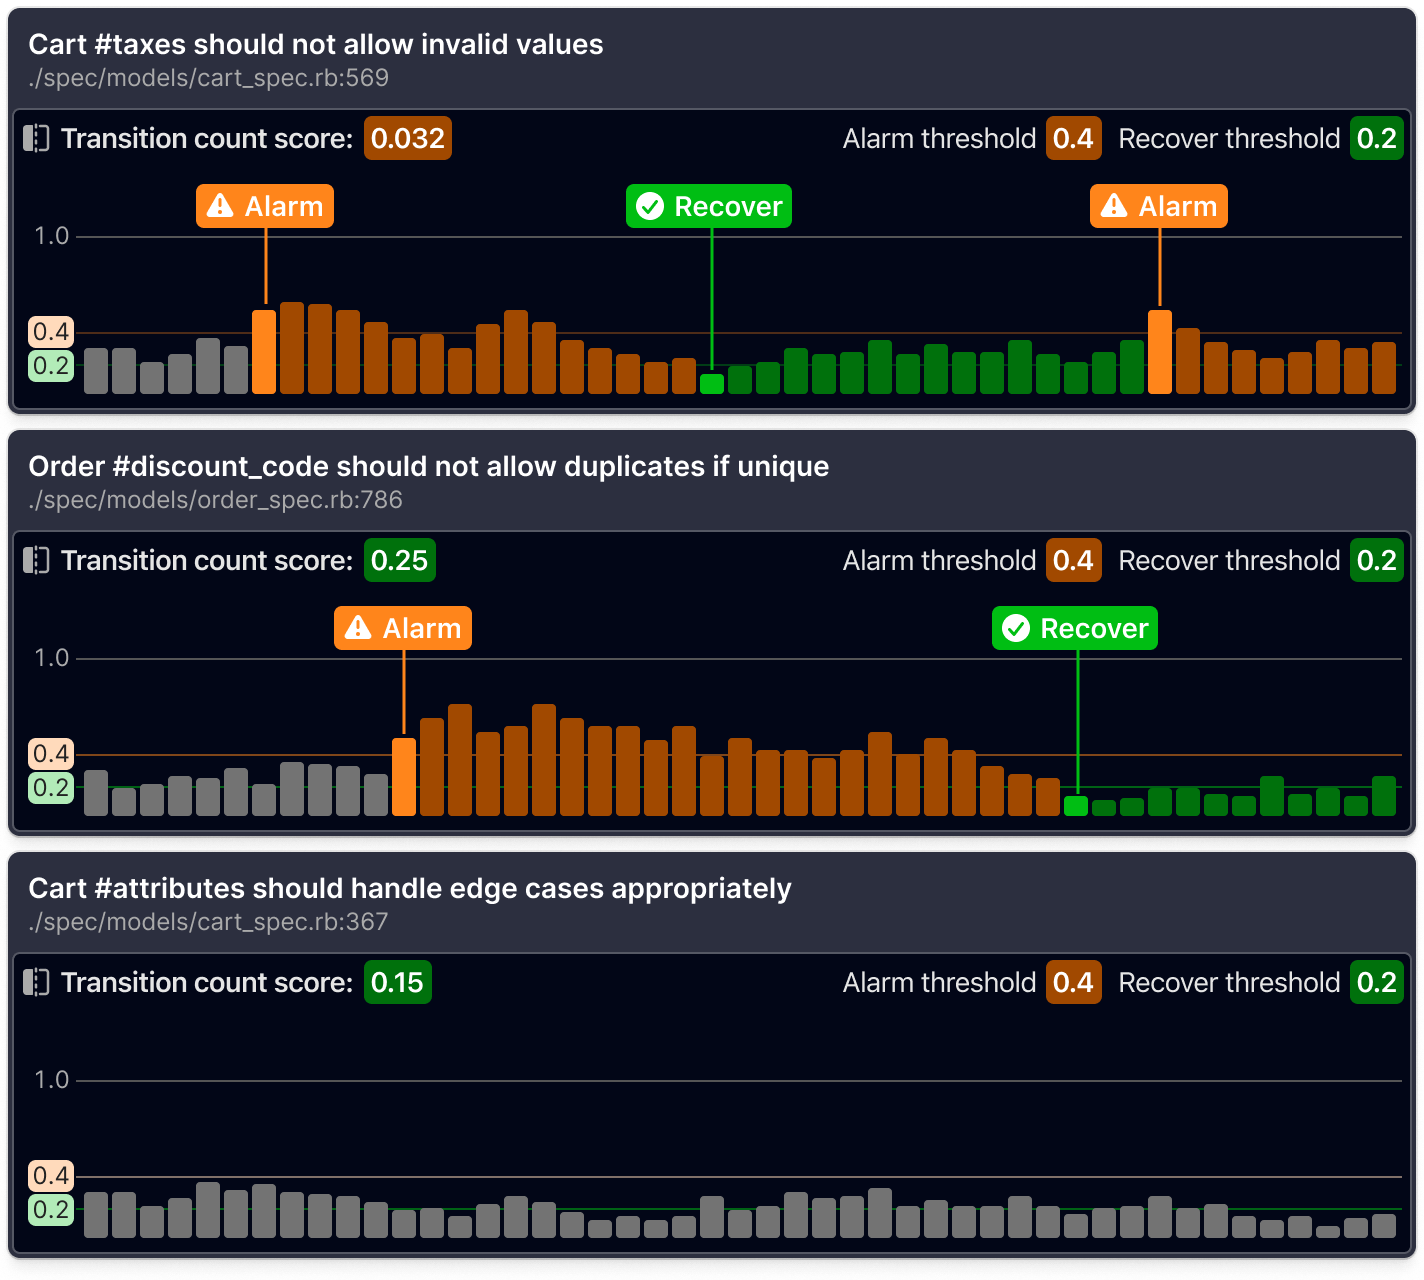 Cart #taxes should not allow invalid values
./spec/models/cart_spec.rb:569
Transition count score: 0.032 Alarm threshold 0.4 Recover threshold 0.2
Alarm Recover Alarm
1.0
0.4
0.2
Order #discount_code should not allow duplicates if unique
./spec/models/order_spec.rb:786
Transition count score: 0.25 Alarm threshold 0.4 Recover threshold 0.2
Alarm Recover
1.0
0.4
0.2
Cart #attributes should handle edge cases appropriately
./spec/models/cart_spec.rb:367
Transition count score: 0.15 Alarm threshold 0.4 Recover threshold 0.2
1.0
0.4
0.2